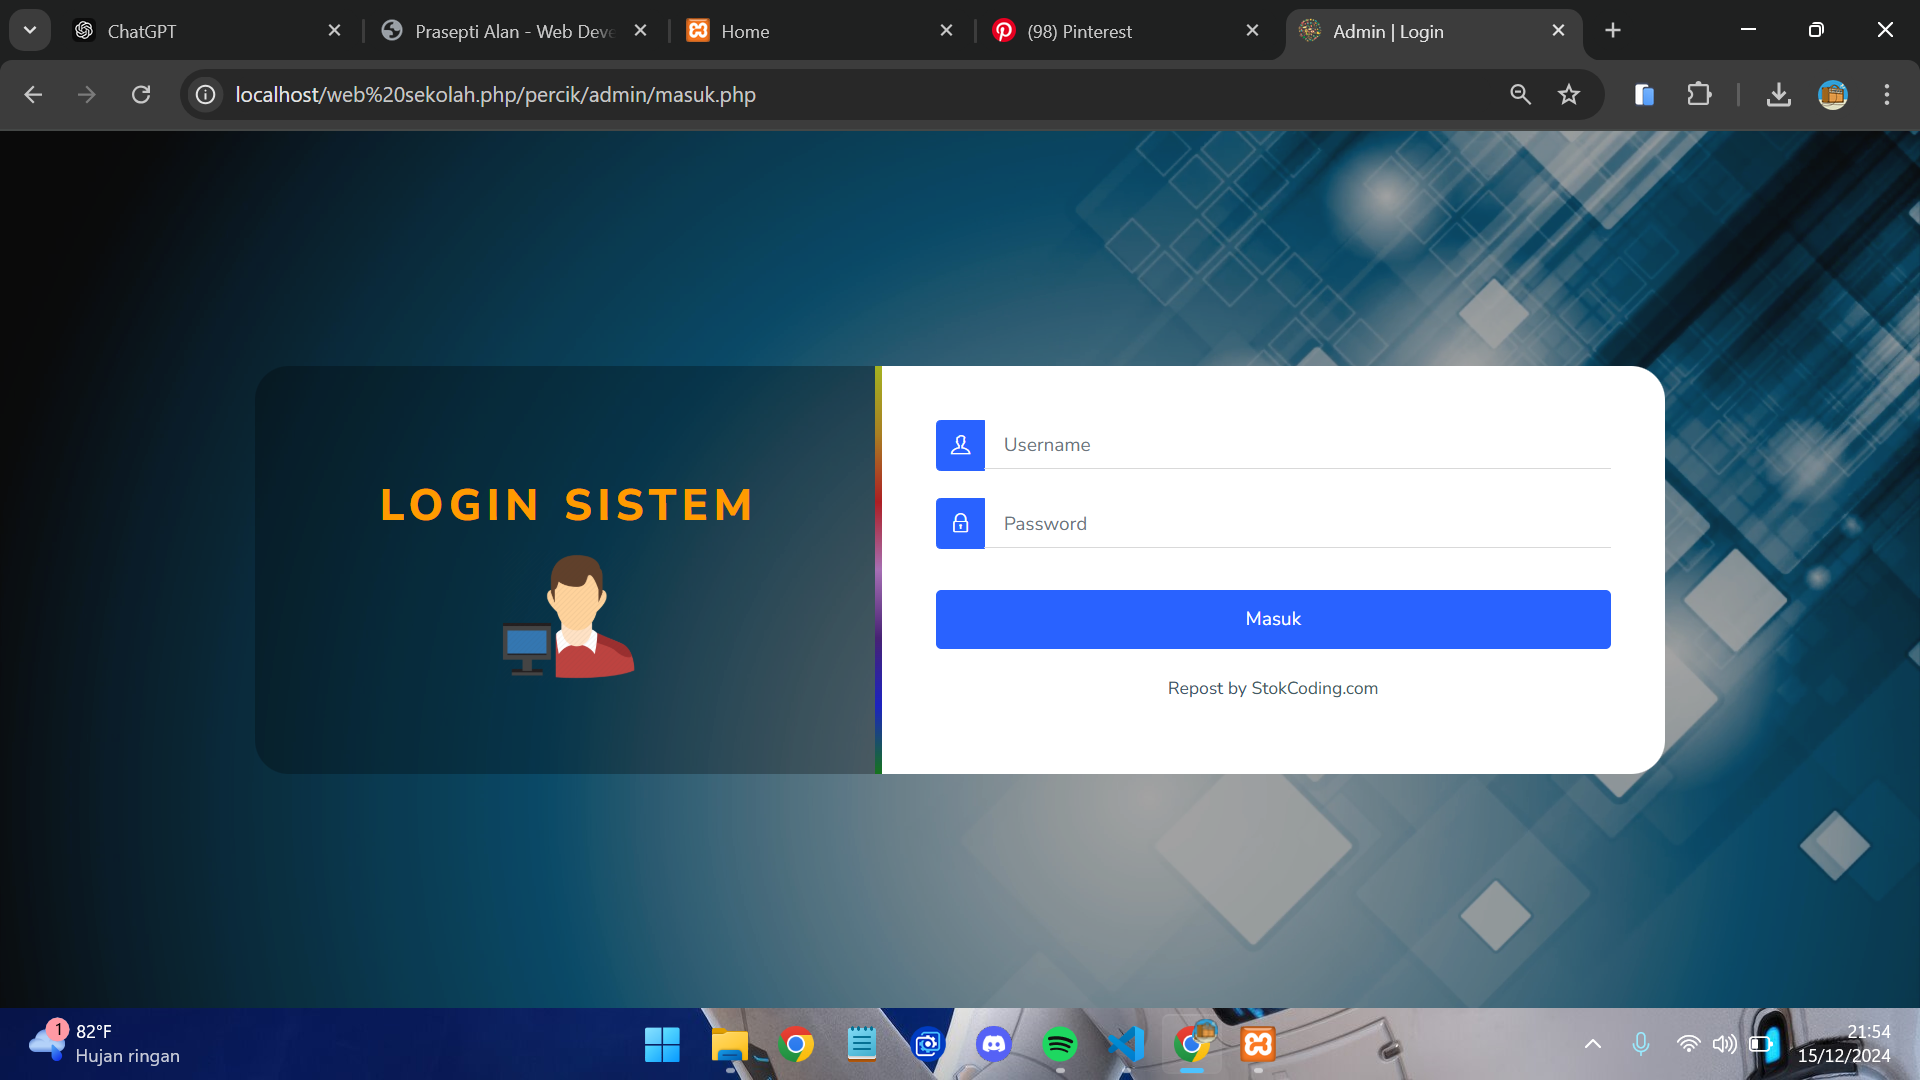 ChatGPT
Prasepti Alan - Web Deve
Home
(98) Pinterest
Admin | Login
localhost/web%20sekolah.php/percik/admin/masuk.php
LOGIN SISTEM
Username
Password
Masuk
Repost by StokCoding.com
1
82°F
Hujan ringan
21:54
15/12/2024